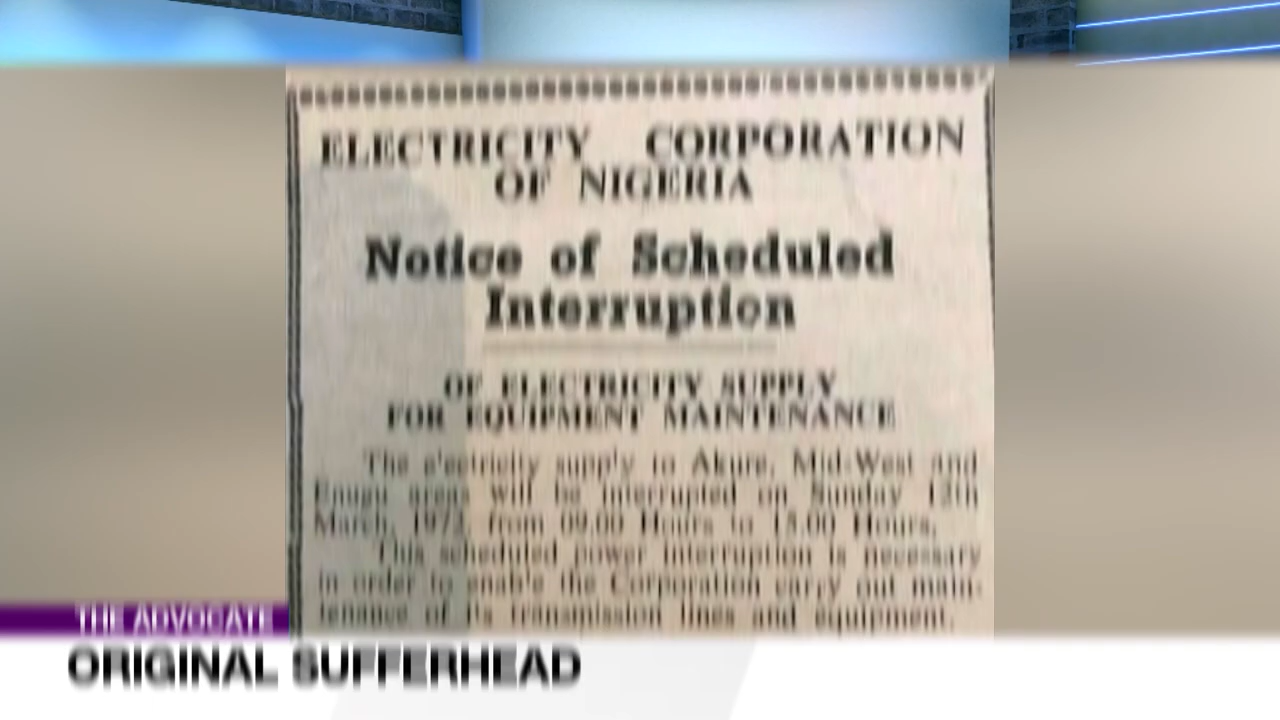 ELECTRICITY CORPORATION
OF NIGERIA
Notice of Scheduled
Interruption
OF ELECTRICITY SUPPLY
FOR EQUIPMENT MAINTENANCE
The electricity supply to Akure, Mid-West and
Enugu areas will be interrupted on Sunday 12th
March, 1972 from 09.00 Hours to 15.00 Hours.
This scheduled power interruption is necessary
in order to enable the Corporation carry out main-
tenance of its transmission lines and equipment.
THE ADVOCATE
ORIGINAL SUFFERHEAD